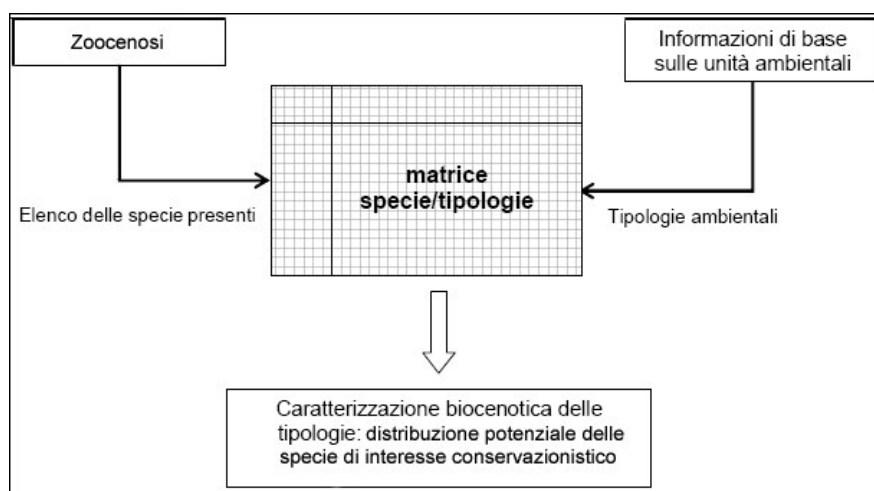 Zoocenosi
Informazioni di base
sulle unità ambientali
matrice
specie/tipologie
Elenco delle specie presenti
Tipologie ambientali
Caratterizzazione biocenotica delle
tipologie: distribuzione potenziale delle
specie di interesse conservazionistico